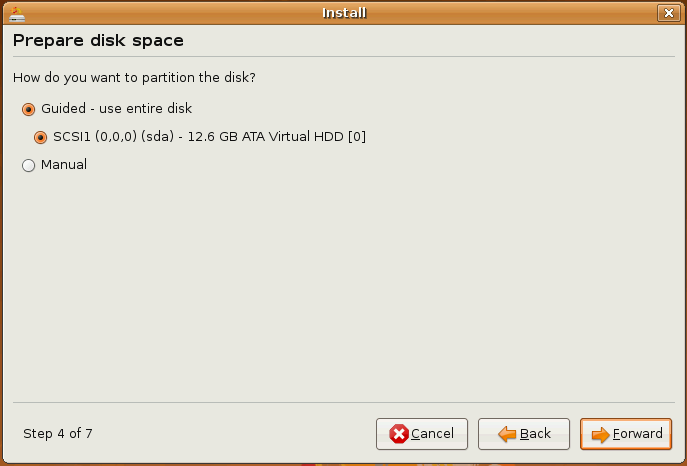 Install
Prepare disk space
How do you want to partition the disk?
Guided - use entire disk
SCSI1 (0,0,0) (sda) - 12.6 GB ATA Virtual HDD [0]
Manual
Step 4 of 7
Cancel
Back
Forward